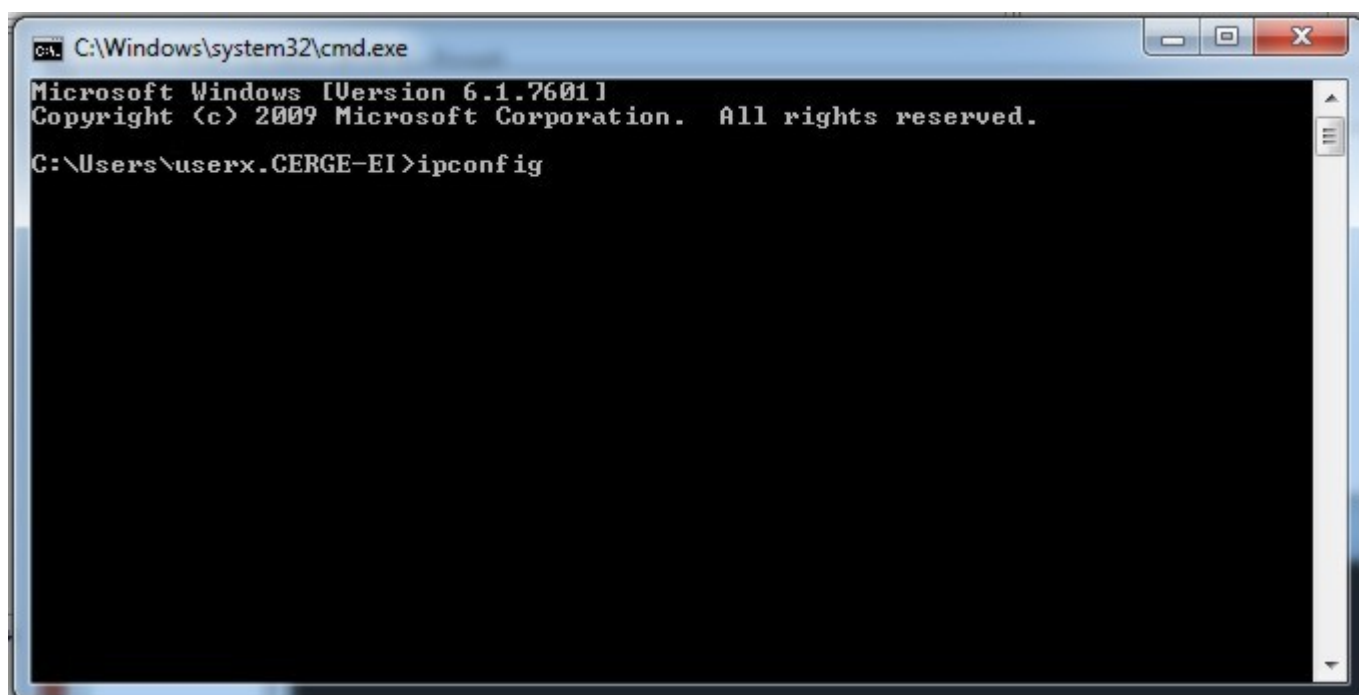 C:\Windows\system32\cmd.exe
Microsoft Windows [Version 6.1.7601]
Copyright (c) 2009 Microsoft Corporation.  All rights reserved.
C:\Users\userx.CERGE-EI>ipconfig